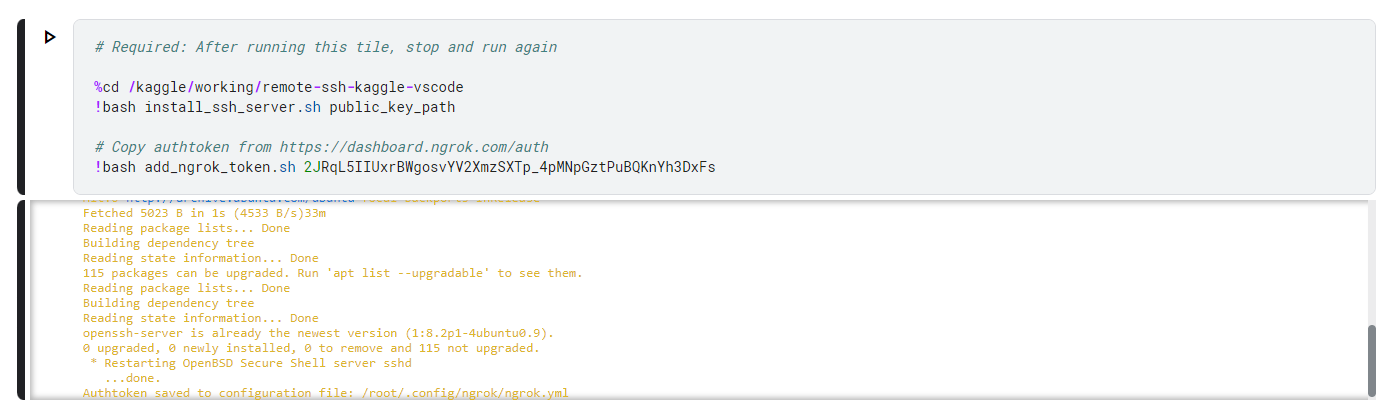 # Required: After running this tile, stop and run again
%cd /kaggle/working/remote-ssh-kaggle-vscode
!bash install_ssh_server.sh public_key_path
# Copy authtoken from https://dashboard.ngrok.com/auth
!bash add_ngrok_token.sh 2JRqL5IIUxrBWgosvYV2XmzSXTp_4pMNpGztPuBQKnYh3DxFs
Fetched 5023 B in 1s (4533 B/s)33m
Reading package lists... Done
Building dependency tree
Reading state information... Done
115 packages can be upgraded. Run 'apt list --upgradable' to see them.
Reading package lists... Done
Building dependency tree
Reading state information... Done
openssh-server is already the newest version (1:8.2p1-4ubuntu0.9).
0 upgraded, 0 newly installed, 0 to remove and 115 not upgraded.
* Restarting OpenBSD Secure Shell server sshd
...done.
Authtoken saved to configuration file: /root/.config/ngrok/ngrok.yml